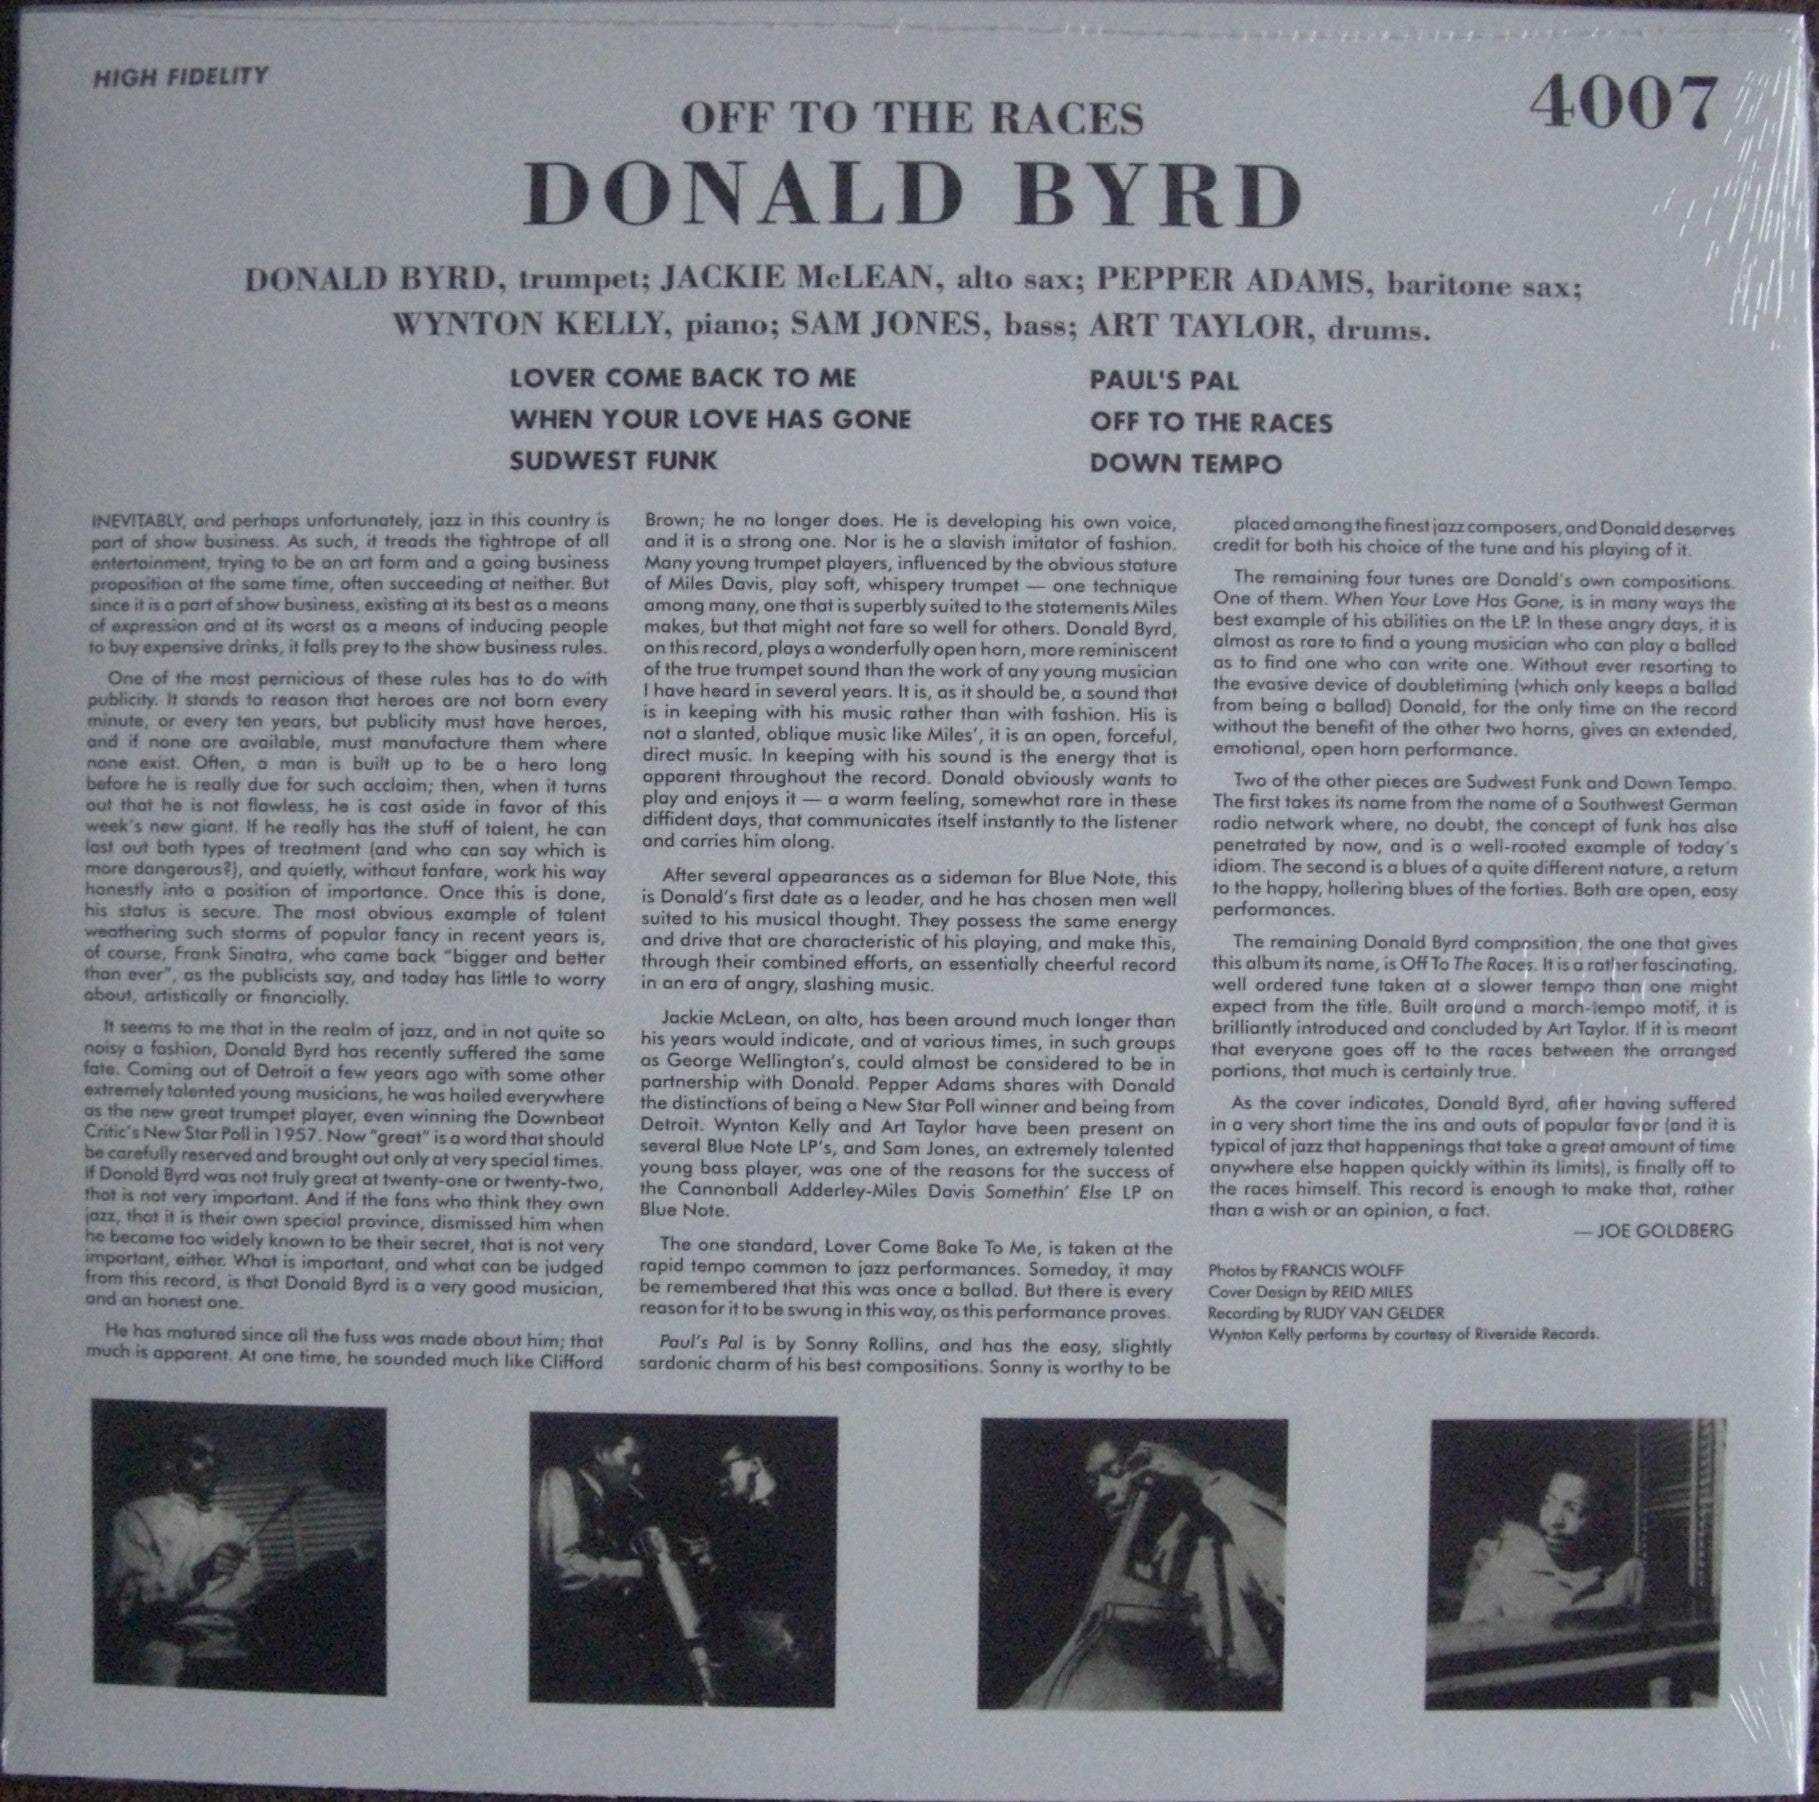 HIGH FIDELITY
4007
OFF TO THE RACES
DONALD BYRD
DONALD BYRD, trumpet; JACKIE McLEAN, alto sax; PEPPER ADAMS, baritone sax;
WYNTON KELLY, piano; SAM JONES, bass; ART TAYLOR, drums.
LOVER COME BACK TO ME
WHEN YOUR LOVE HAS GONE
SUDWEST FUNK
PAUL'S PAL
OFF TO THE RACES
DOWN TEMPO
INEVITABLY, and perhaps unfortunately, jazz in this country is
part of show business. As such, it treads the tightrope of all
entertainment, trying to be an art form and a going business
proposition at the same time, often succeeding at neither. But
since it is a part of show business, existing at its best as a means
of expression and at its worst as a means of inducing people
to buy expensive drinks, it falls prey to the show business rules.
One of the most pernicious of these rules has to do with
publicity. It stands to reason that heroes are not born every
minute, or every ten years, but publicity must have heroes,
and if none are available, must manufacture them where
none exist. Often, a man is built up to be a hero long
before he is really due for such acclaim; then, when it turns
out that he is not flawless, he is cast aside in favor of this
week's new giant. If he really has the stuff of talent, he can
last out both types of treatment (and who can say which is
more dangerous?), and quietly, without fanfare, work his way
honestly into a position of importance. Once this is done,
his status is secure. The most obvious example of talent
weathering such storms of popular fancy in recent years is,
of course, Frank Sinatra, who came back "bigger and better
than ever", as the publicists say, and today has little to worry
about, artistically or financially.
It seems to me that in the realm of jazz, and in not quite so
noisy a fashion, Donald Byrd has recently suffered the same
fate. Coming out of Detroit a few years ago with some other
extremely talented young musicians, he was hailed everywhere
as the new great trumpet player, even winning the Downbeat
Critic's New Star Poll in 1957. Now "great" is a word that should
be carefully reserved and brought out only at very special times.
If Donald Byrd was not truly great at twenty-one or twenty-two,
that is not very important. And if the fans who think they own
jazz, that it is their own special province, dismissed him when
he became too widely known to be their secret, that is not very
important, either. What is important, and what can be judged
from this record, is that Donald Byrd is a very good musician,
and an honest one.
He has matured since all the fuss was made about him; that
much is apparent. At one time, he sounded much like Clifford
Brown; he no longer does. He is developing his own voice,
and it is a strong one. Nor is he a slavish imitator of fashion.
Many young trumpet players, influenced by the obvious stature
of Miles Davis, play soft, whispery trumpet — one technique
among many, one that is superbly suited to the statements Miles
makes, but that might not fare so well for others. Donald Byrd,
on this record, plays a wonderfully open horn, more reminiscent
of the true trumpet sound than the work of any young musician
I have heard in several years. It is, as it should be, a sound that
is in keeping with his music rather than with fashion. His is
not a slanted, oblique music like Miles', it is an open, forceful,
direct music. In keeping with his sound is the energy that is
apparent throughout the record. Donald obviously wants to
play and enjoys it — a warm feeling, somewhat rare in these
diffident days, that communicates itself instantly to the listener
and carries him along.
After several appearances as a sideman for Blue Note, this
is Donald's first date as a leader, and he has chosen men well
suited to his musical thought. They possess the same energy
and drive that are characteristic of his playing, and make this,
through their combined efforts, an essentially cheerful record
in an era of angry, slashing music.
Jackie McLean, on alto, has been around much longer than
his years would indicate, and at various times, in such groups
as George Wellington's, could almost be considered to be in
partnership with Donald. Pepper Adams shares with Donald
the distinctions of being a New Star Poll winner and being from
Detroit. Wynton Kelly and Art Taylor have been present on
several Blue Note LP's, and Sam Jones, an extremely talented
young bass player, was one of the reasons for the success of
the Cannonball Adderley-Miles Davis Somethin' Else LP on
Blue Note.
The one standard, Lover Come Bake To Me, is taken at the
rapid tempo common to jazz performances. Someday, it may
be remembered that this was once a ballad. But there is every
reason for it to be swung in this way, as this performance proves.
Paul's Pal is by Sonny Rollins, and has the easy, slightly
sardonic charm of his best compositions. Sonny is worthy to be
placed among the finest jazz composers, and Donald deserves
credit for both his choice of the tune and his playing of it.
The remaining four tunes are Donald's own compositions.
One of them. When Your Love Has Gone, is in many ways the
best example of his abilities on the LP. In these angry days, it is
almost as rare to find a young musician who can play a ballad
as to find one who can write one. Without ever resorting to
the evasive device of doubletiming (which only keeps a ballad
from being a ballad) Donald, for the only time on the record
without the benefit of the other two horns, gives an extended,
emotional, open horn performance.
Two of the other pieces are Sudwest Funk and Down Tempo.
The first takes its name from the name of a Southwest German
radio network where, no doubt, the concept of funk has also
penetrated by now, and is a well-rooted example of today's
idiom. The second is a blues of a quite different nature, a return
to the happy, hollering blues of the forties. Both are open, easy
performances.
The remaining Donald Byrd composition, the one that gives
this album its name, is Off To The Races. It is a rather fascinating,
well ordered tune taken at a slower tempo than one might
expect from the title. Built around a march-tempo motif, it is
brilliantly introduced and concluded by Art Taylor. If it is meant
that everyone goes off to the races between the arranged
portions, that much is certainly true.
As the cover indicates, Donald Byrd, after having suffered
in a very short time the ins and outs of popular favor (and it is
typical of jazz that happenings that take a great amount of time
anywhere else happen quickly within its limits), is finally off to
the races himself. This record is enough to make that, rather
than a wish or an opinion, a fact.
— JOE GOLDBERG
Photos by FRANCIS WOLFF
Cover Design by REID MILES
Recording by RUDY VAN GELDER
Wynton Kelly performs by courtesy of Riverside Records.